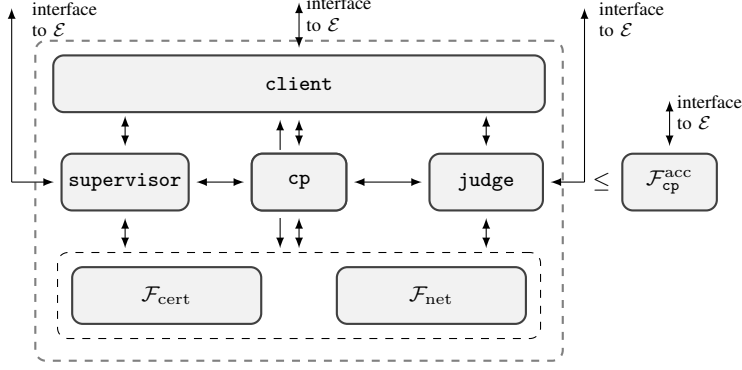 interface
to ℰ
interface
to ℰ
interface
to ℰ
client
interface
to ℰ
supervisor
cp
judge
≤
ℱ^acc_cp
ℱ_cert
ℱ_net